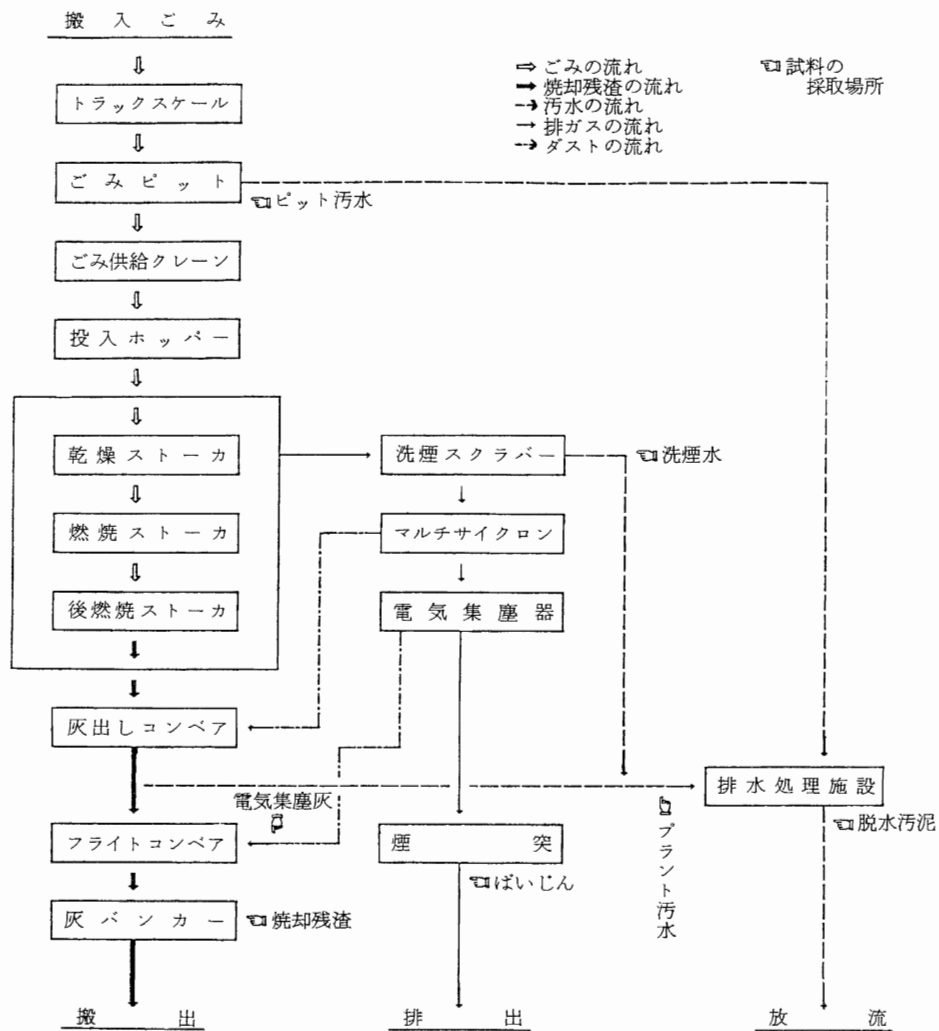 搬入ごみ
⇨ ごみの流れ
➡ 焼却残渣の流れ
⇢ 汚水の流れ
→ 排ガスの流れ
⇢ ダストの流れ
☜試料の
採取場所
トラックスケール
ごみピット
☜ピット汚水
ごみ供給クレーン
投入ホッパー
乾燥ストーカ
洗煙スクラバー
☜洗煙水
燃焼ストーカ
マルチサイクロン
後燃焼ストーカ
電気集塵器
灰出しコンベア
排水処理施設
電気集塵灰
☜脱水汚泥
プラント汚水
フライトコンベア
煙突
☜ばいじん
灰バンカー
☜焼却残渣
搬出
排出
放流